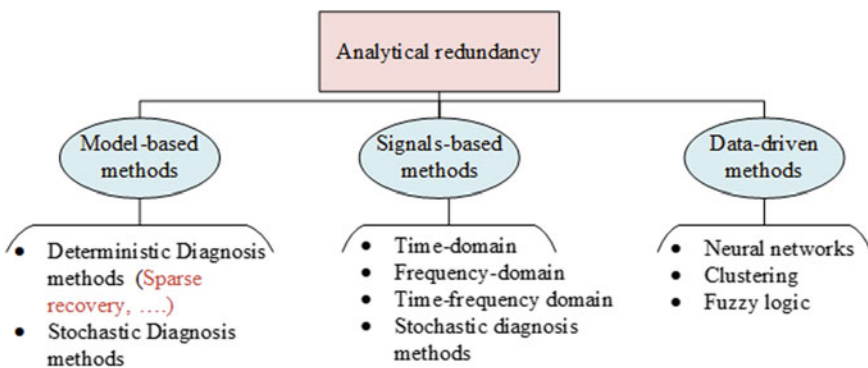 Analytical redundancy
Model-based
methods
Signals-based
methods
Data-driven
methods
• Deterministic Diagnosis
methods (Sparse
recovery, ....)
• Stochastic Diagnosis
methods
• Time-domain
• Frequency-domain
• Time-frequency domain
• Stochastic diagnosis
methods
• Neural networks
• Clustering
• Fuzzy logic